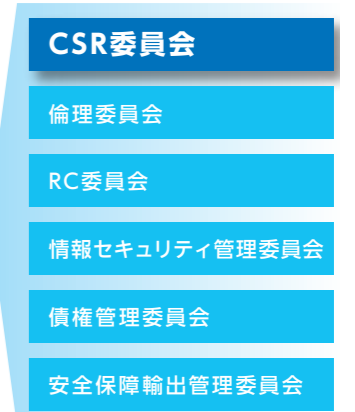 CSR委員会
倫理委員会
RC委員会
情報セキュリティ管理委員会
債権管理委員会
安全保障輸出管理委員会